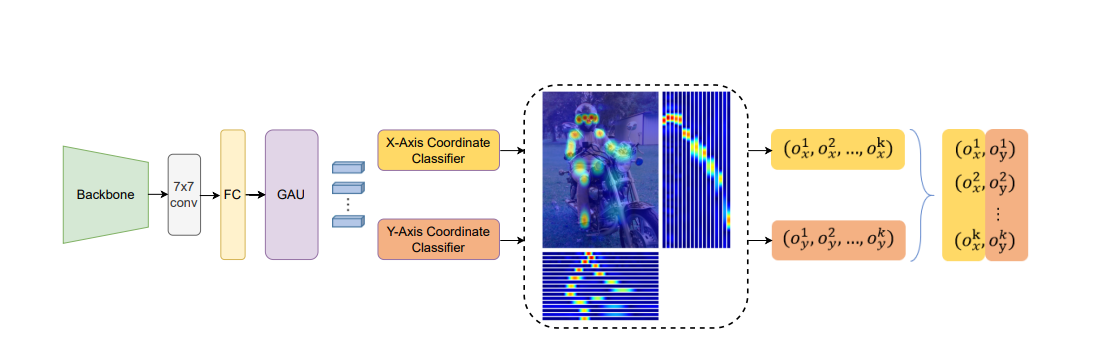 Backbone
7x7
conv
FC
GAU
X-Axis Coordinate
Classifier
Y-Axis Coordinate
Classifier
(o_x^1, o_x^2, ..., o_x^k)
(o_y^1, o_y^2, ..., o_y^k)
(o_x^1, o_y^1)
(o_x^2, o_y^2)
⋮
(o_x^k, o_y^k)